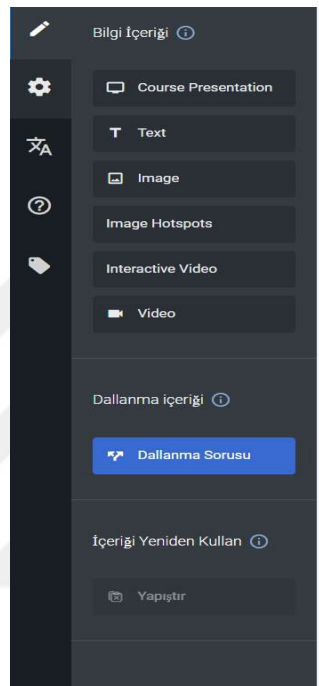 Bilgi İçeriği
Course Presentation
Text
Image
Image Hotspots
Interactive Video
Video
Dallanma içeriği
Dallanma Sorusu
İçeriği Yeniden Kullan
Yapıştır